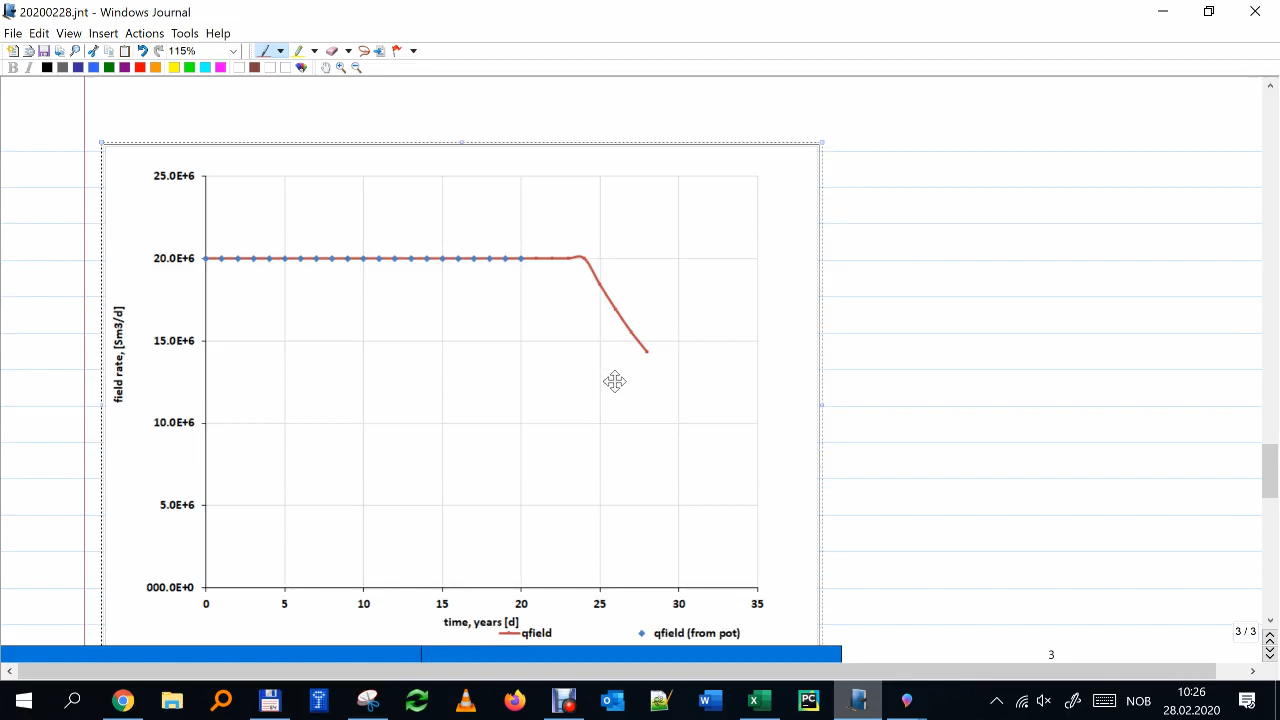 20200228.jnt - Windows Journal
File Edit View Insert Actions Tools Help
115%
B I
25.0E+6
20.0E+6
15.0E+6
10.0E+6
5.0E+6
000.0E+0
field rate, [Sm3/d]
0 5 10 15 20 25 30 35
time, years [d]
qfield qfield (from pot)
3 / 3
3
NOB
10:26
28.02.2020